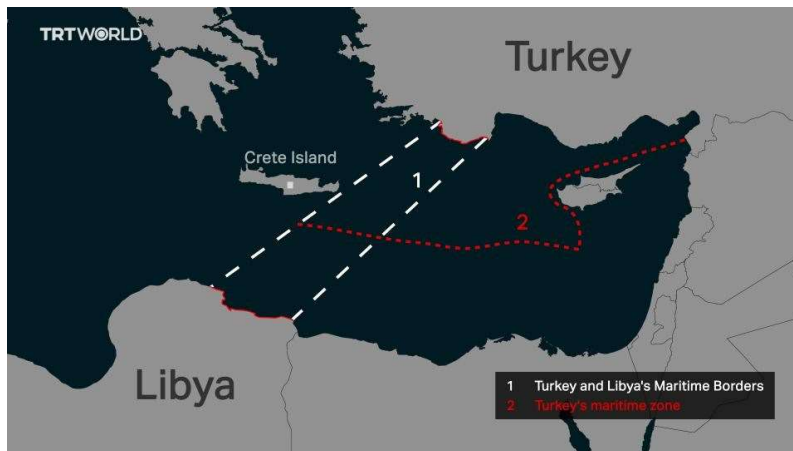 TRTWORLD
Turkey
Crete Island
1
2
Libya
1 Turkey and Libya's Maritime Borders
2 Turkey's maritime zone